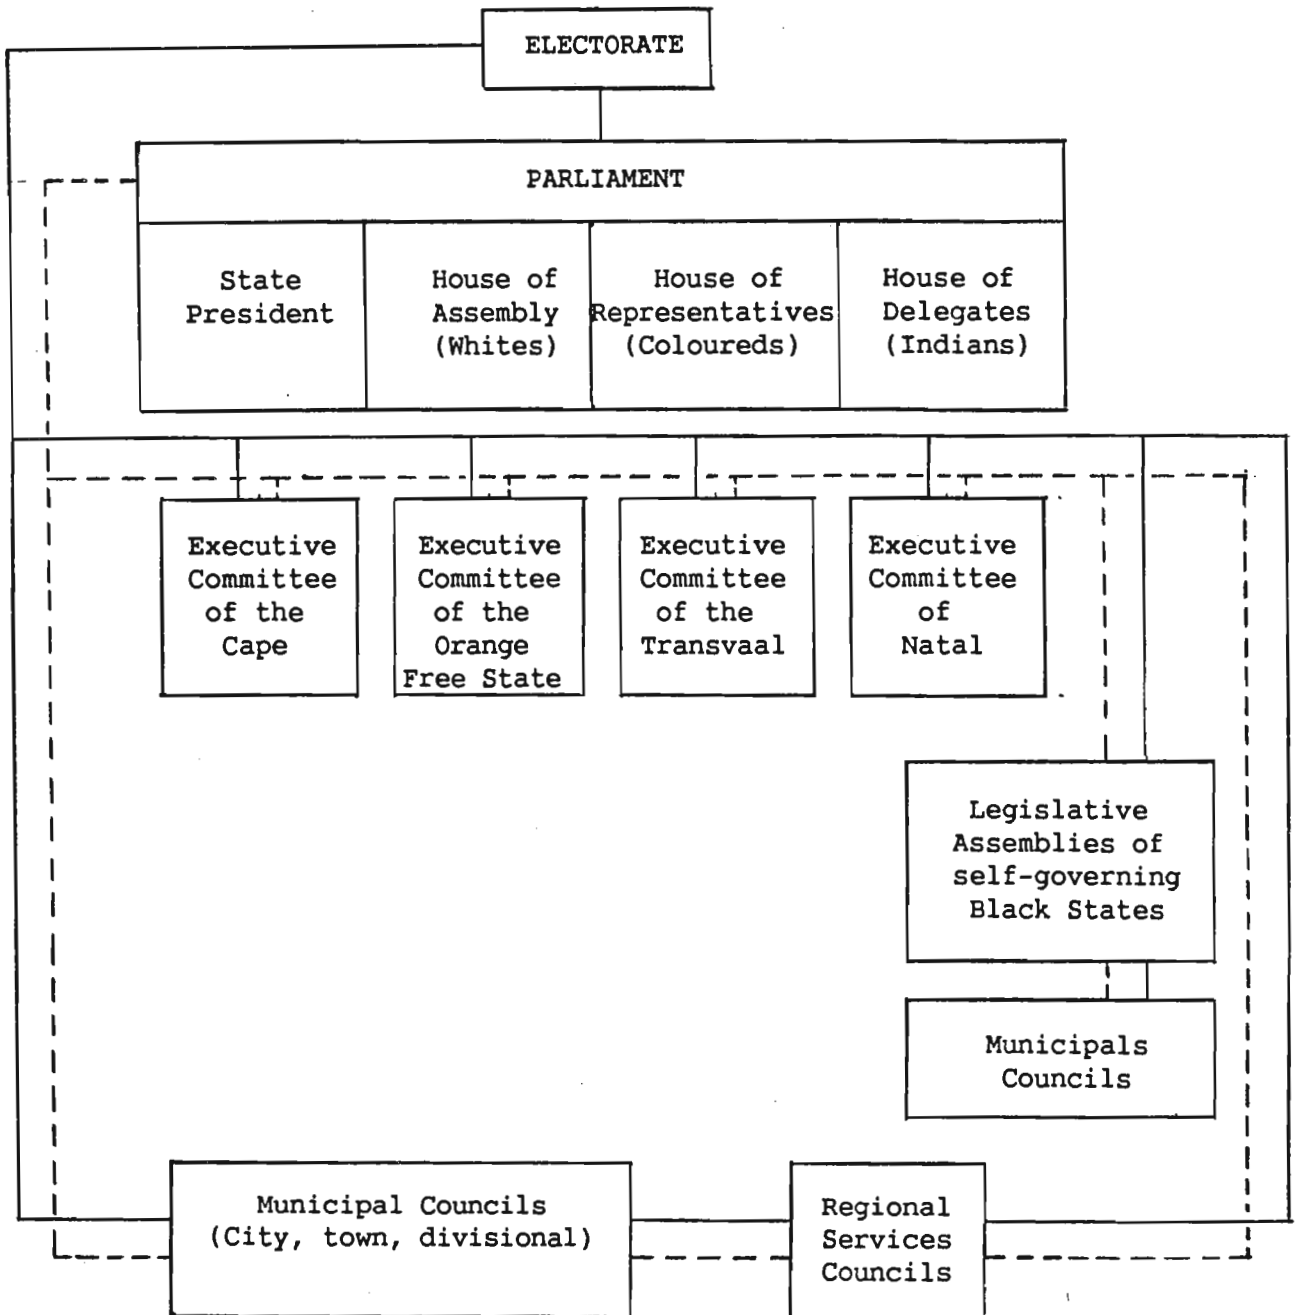 ELECTORATE
PARLIAMENT
State
President
House of
Assembly
(Whites)
House of
Representatives
(Coloureds)
House of
Delegates
(Indians)
Executive
Committee
of the
Cape
Executive
Committee
of the
Orange
Free State
Executive
Committee
of the
Transvaal
Executive
Committee
of
Natal
Legislative
Assemblies of
self-governing
Black States
Municipals
Councils
Municipal Councils
(City, town, divisional)
Regional
Services
Councils